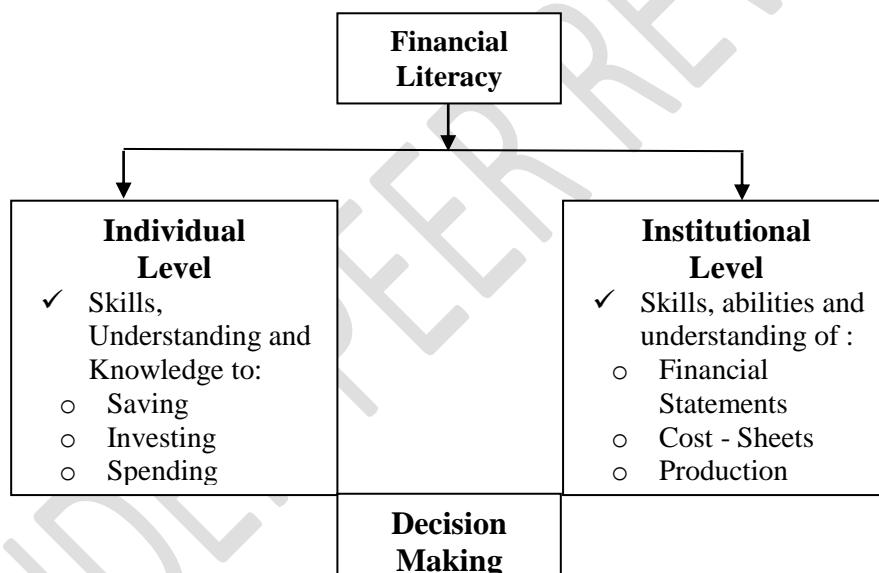 Financial
Literacy
Individual
Level
✓ Skills,
Understanding and
Knowledge to:
o Saving
o Investing
o Spending
Institutional
Level
✓ Skills, abilities and
understanding of :
o Financial
Statements
o Cost - Sheets
o Production
Decision
Making
PEER